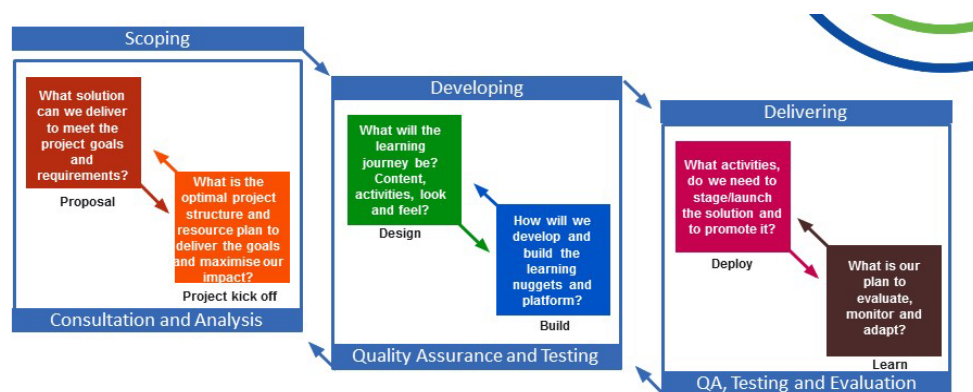 Scoping
What solution
can we deliver
to meet the
project goals
and
requirements?
Proposal
What is the
optimal project
structure and
resource plan to
deliver the goals
and maximise our
impact?
Project kick off
Consultation and Analysis
Developing
What will the
learning
journey be?
Content,
activities, look
and feel?
Design
How will we
develop and
build the
learning
nuggets and
platform?
Build
Quality Assurance and Testing
Delivering
What activities,
do we need to
stage/launch
the solution and
to promote it?
Deploy
What is our
plan to
evaluate,
monitor and
adapt?
Learn
QA, Testing and Evaluation